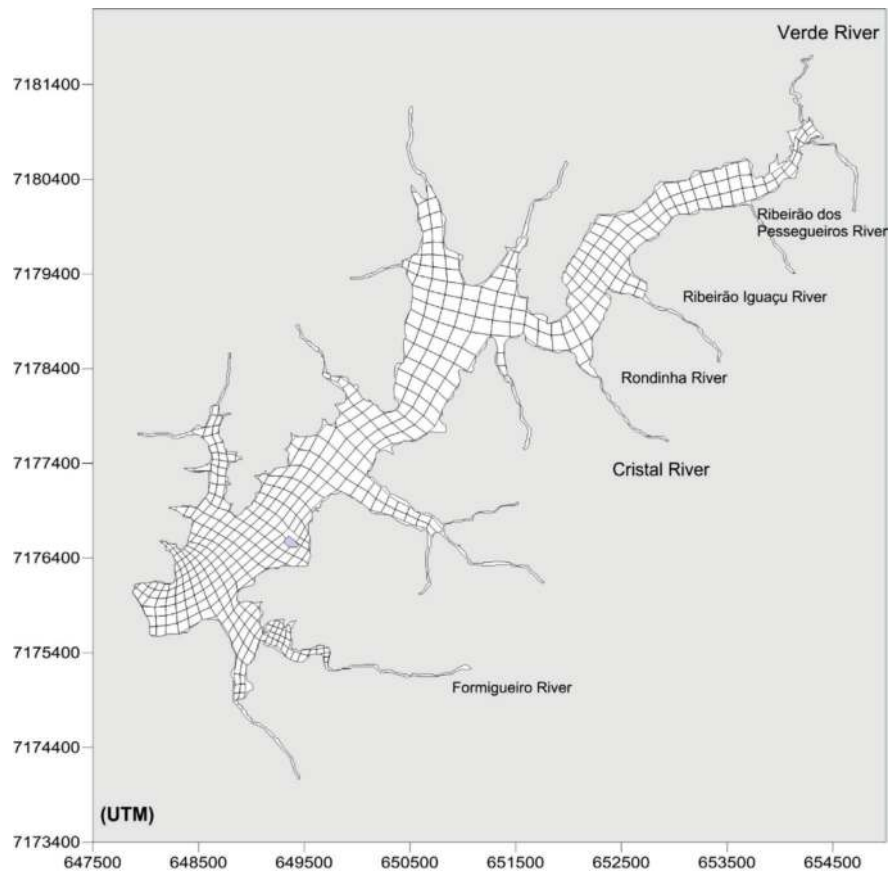 Verde River
7181400
7180400
Ribeirão dos
Pessegueiros River
7179400
Ribeirão Iguaçu River
7178400
Rondinha River
7177400
Cristal River
7176400
7175400
Formigueiro River
7174400
(UTM)
7173400
647500 648500 649500 650500 651500 652500 653500 654500